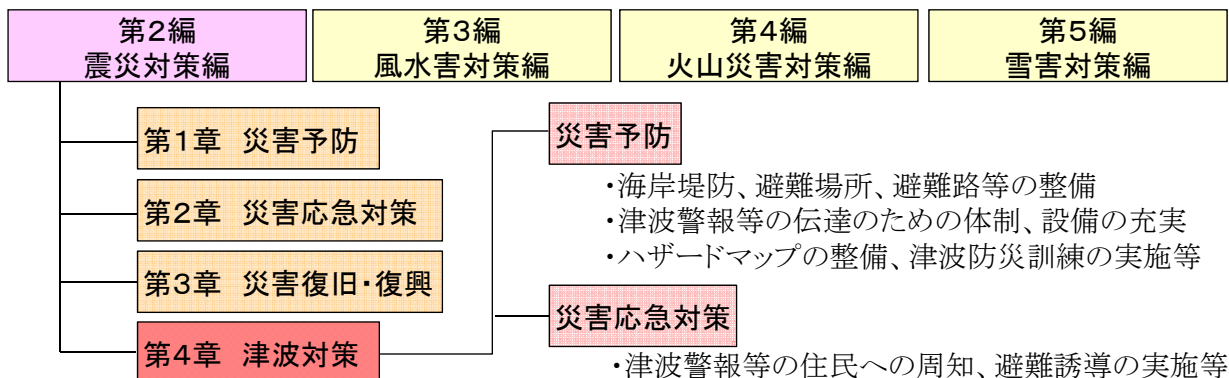 第2編
震災対策編
第3編
風水害対策編
第4編
火山災害対策編
第5編
雪害対策編
第1章 災害予防
第2章 災害応急対策
第3章 災害復旧・復興
第4章 津波対策
災害予防
・海岸堤防、避難場所、避難路等の整備
・津波警報等の伝達のための体制、設備の充実
・ハザードマップの整備、津波防災訓練の実施等
災害応急対策
・津波警報等の住民への周知、避難誘導の実施等